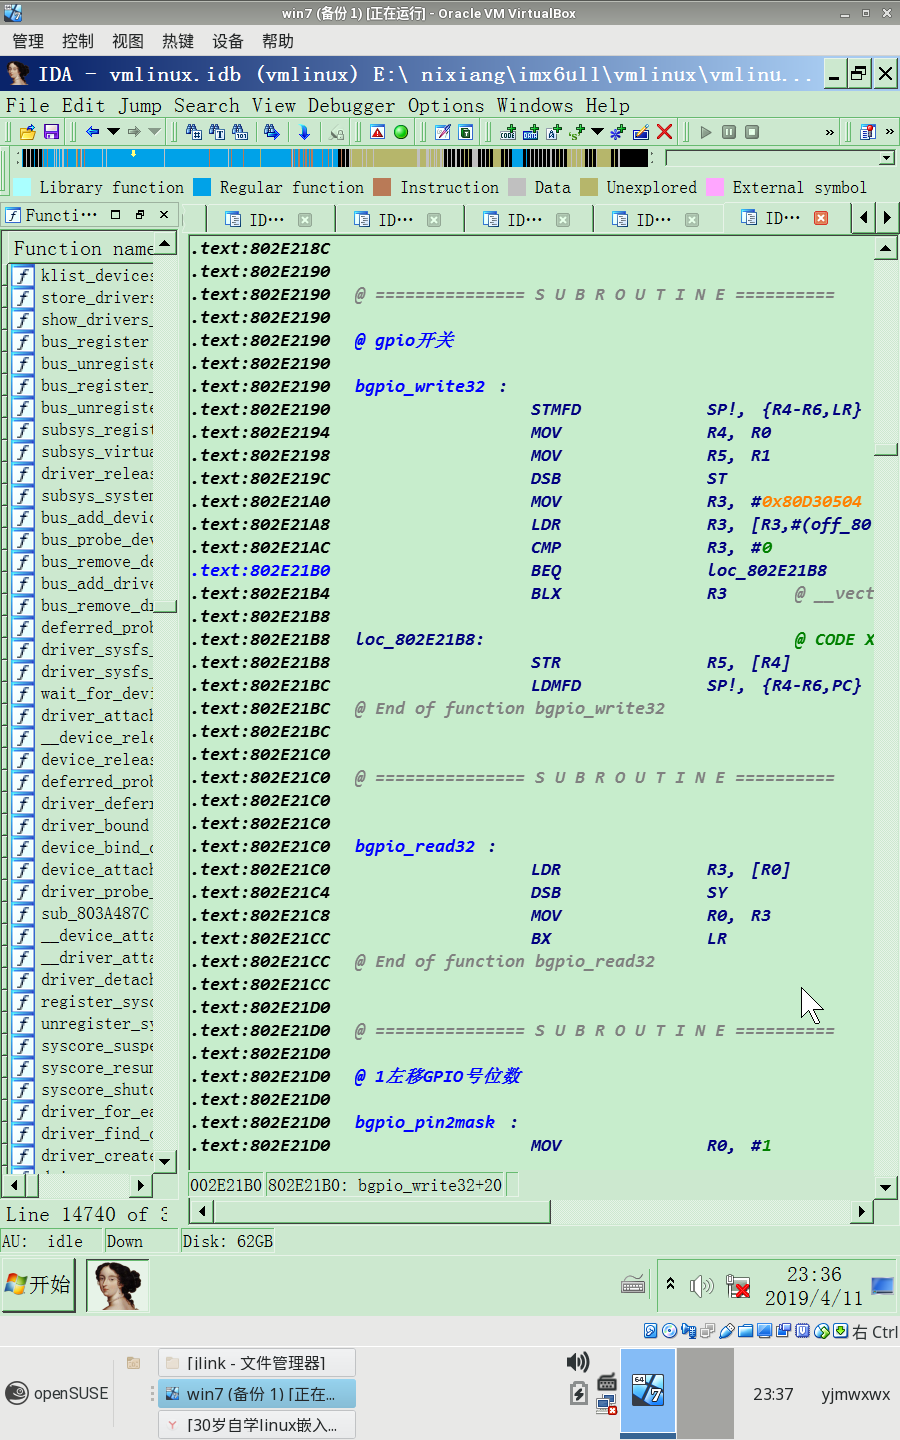 win7 (备份 1) [正在运行] - Oracle VM VirtualBox
管理 控制 视图 热键 设备 帮助
IDA - vmlinux.idb (vmlinux) E:\ nixiang\imx6ull\vmlinux\vmlinu...
File Edit Jump Search View Debugger Options Windows Help
Library function Regular function Instruction Data Unexplored External symbol
Functi... ID... ID... ID... ID... ID...
Function name
klist_devices
store_drivers
show_drivers_
bus_register
bus_unregiste
bus_register_
bus_unregiste
subsys_regist
subsys_virtua
driver_releas
subsys_system
bus_add_devic
bus_probe_dev
bus_remove_de
bus_add_drive
bus_remove_dr
deferred_prob
driver_sysfs_
driver_sysfs_
wait_for_devi
driver_attach
__device_rele
device_releas
deferred_prob
driver_deferr
driver_bound
device_bind_d
device_attach
driver_probe_
sub_803A487C
__device_atta
__driver_atta
driver_detach
register_sysc
unregister_sy
syscore_suspe
syscore_resum
syscore_shutd
driver_for_ea
driver_find_d
driver_create
Line 14740 of 3
.text:802E218C
.text:802E2190
.text:802E2190 @ =============== S U B R O U T I N E ==========
.text:802E2190
.text:802E2190 @ gpio开关
.text:802E2190
.text:802E2190 bgpio_write32 :
.text:802E2190 STMFD SP!, {R4-R6,LR}
.text:802E2194 MOV R4, R0
.text:802E2198 MOV R5, R1
.text:802E219C DSB ST
.text:802E21A0 MOV R3, #0x80D30504
.text:802E21A8 LDR R3, [R3,#(off_80
.text:802E21AC CMP R3, #0
.text:802E21B0 BEQ loc_802E21B8
.text:802E21B4 BLX R3 @ __vect
.text:802E21B8
.text:802E21B8 loc_802E21B8: @ CODE X
.text:802E21B8 STR R5, [R4]
.text:802E21BC LDMFD SP!, {R4-R6,PC}
.text:802E21BC @ End of function bgpio_write32
.text:802E21BC
.text:802E21C0
.text:802E21C0 @ =============== S U B R O U T I N E ==========
.text:802E21C0
.text:802E21C0
.text:802E21C0 bgpio_read32 :
.text:802E21C0 LDR R3, [R0]
.text:802E21C4 DSB SY
.text:802E21C8 MOV R0, R3
.text:802E21CC BX LR
.text:802E21CC @ End of function bgpio_read32
.text:802E21CC
.text:802E21D0
.text:802E21D0 @ =============== S U B R O U T I N E ==========
.text:802E21D0
.text:802E21D0 @ 1左移GPIO号位数
.text:802E21D0
.text:802E21D0 bgpio_pin2mask :
.text:802E21D0 MOV R0, #1
002E21B0 802E21B0: bgpio_write32+20
AU: idle Down Disk: 62GB
开始
23:36
2019/4/11
右 Ctrl
openSUSE
[jlink - 文件管理器]
win7 (备份 1) [正在...
[30岁自学linux嵌入...
64 7
23:37 yjmwxwx